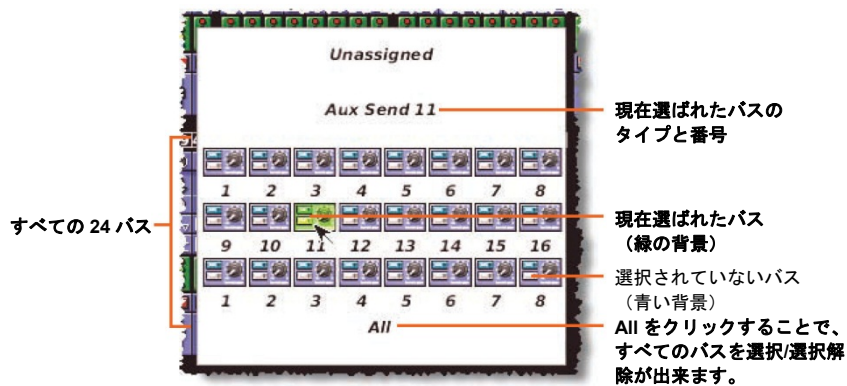 Unassigned
Aux Send 11
現在選ばれたバスの
タイプと番号
1 2 3 4 5 6 7 8
すべての 24 バス
現在選ばれたバス
（緑の背景）
9 10 11 12 13 14 15 16
選択されていないバス
（青い背景）
1 2 3 4 5 6 7 8
All
All をクリックすることで、
すべてのバスを選択/選択解
除が出来ます。